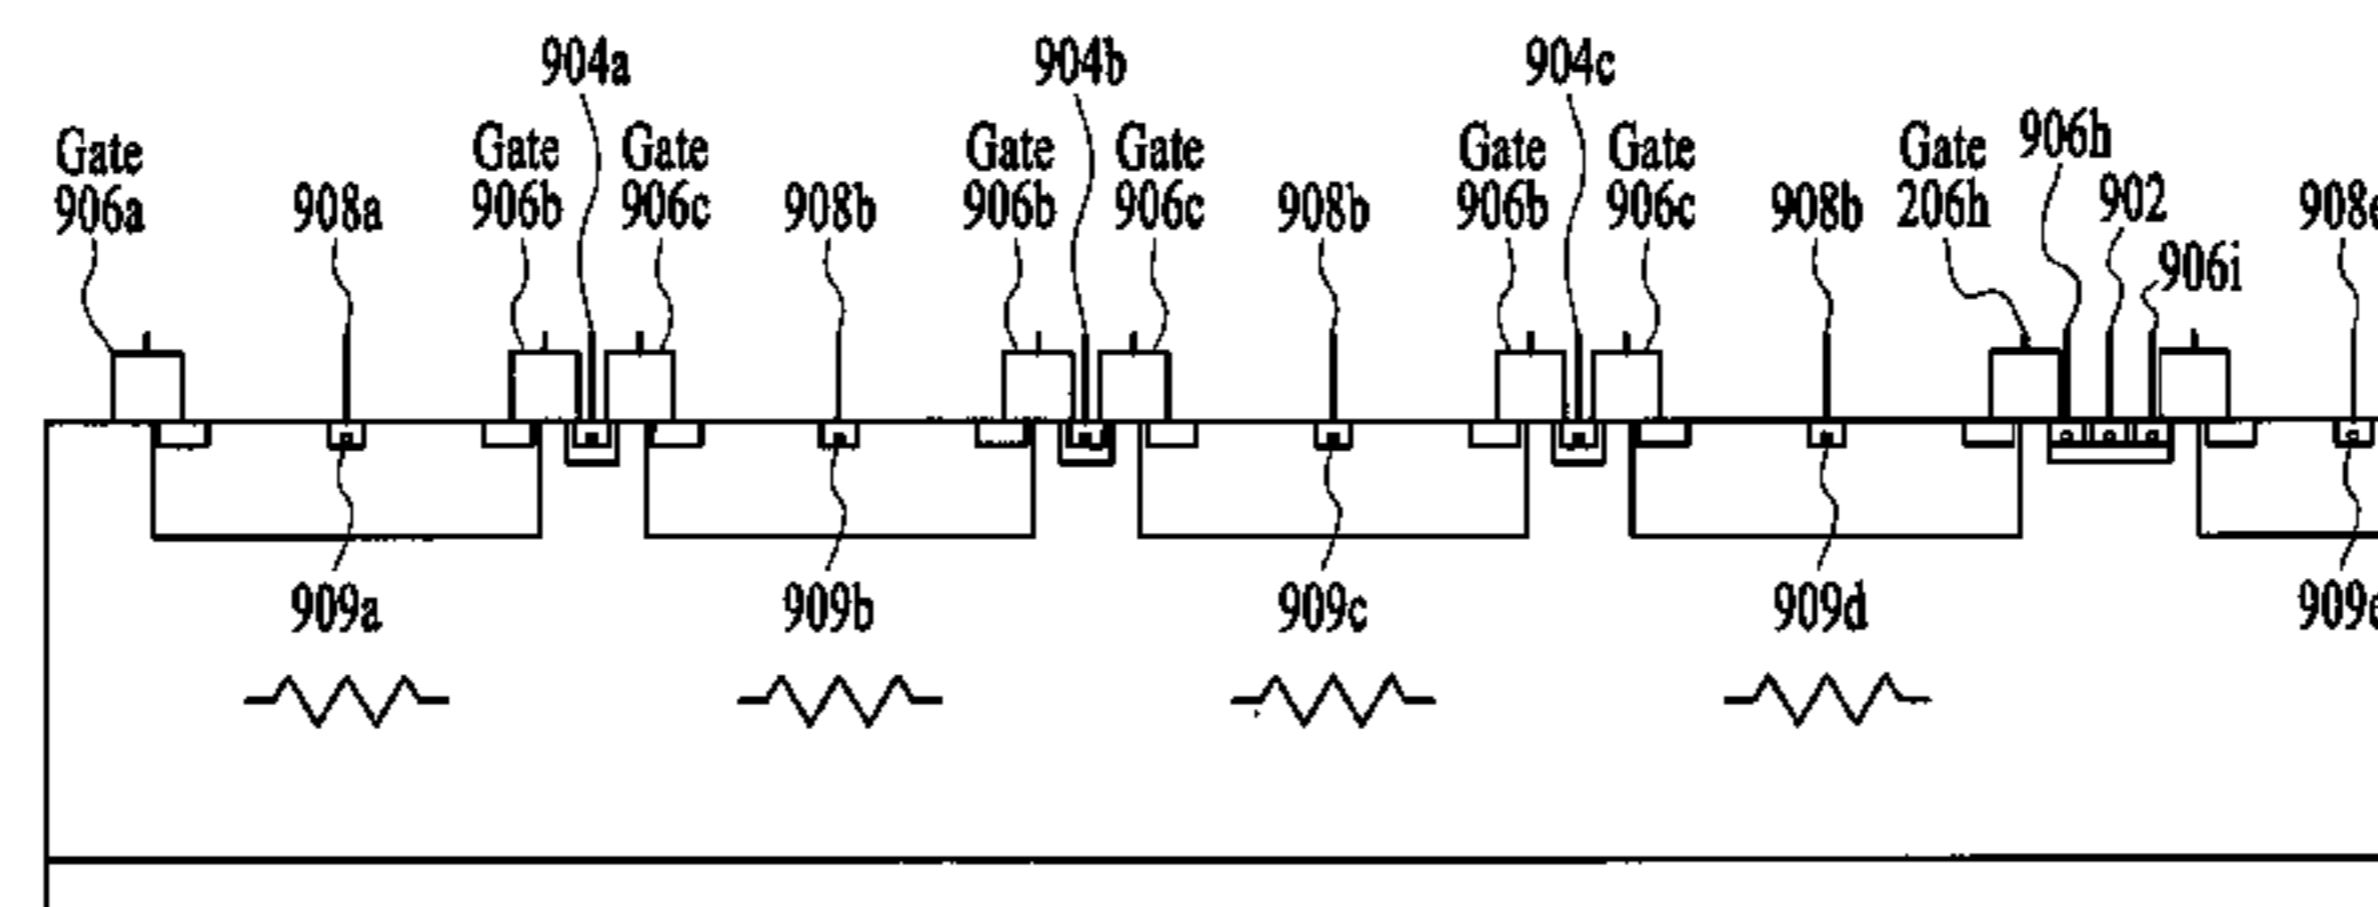 904a 904b 904c
Gate Gate Gate Gate Gate Gate Gate Gate 906h
906a 908a 906b 906c 908b 906b 906c 908b 906b 906c 908b 206h 902
906i
909a 909b 909c 909d